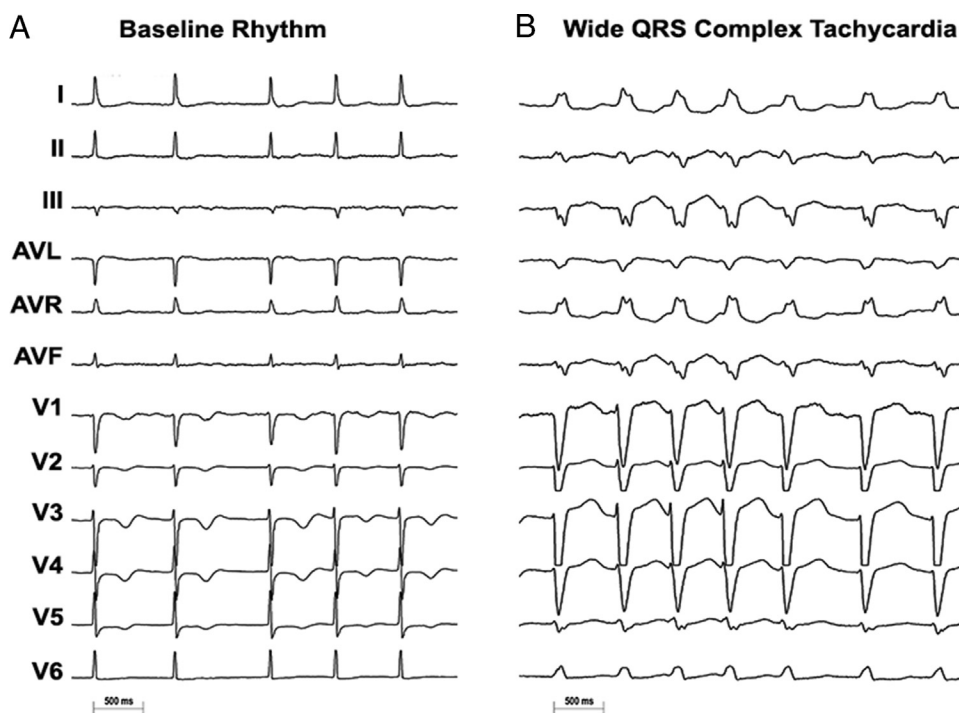 A Baseline Rhythm
B Wide QRS Complex Tachycardia
I
II
III
AVL
AVR
AVF
V1
V2
V3
V4
V5
V6
500 ms
500 ms